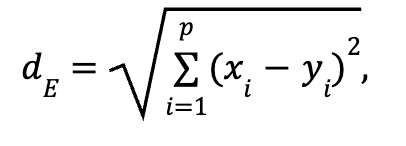 $d_E = \sqrt{\sum_{i=1}^{p} (x_i - y_i)^2},$